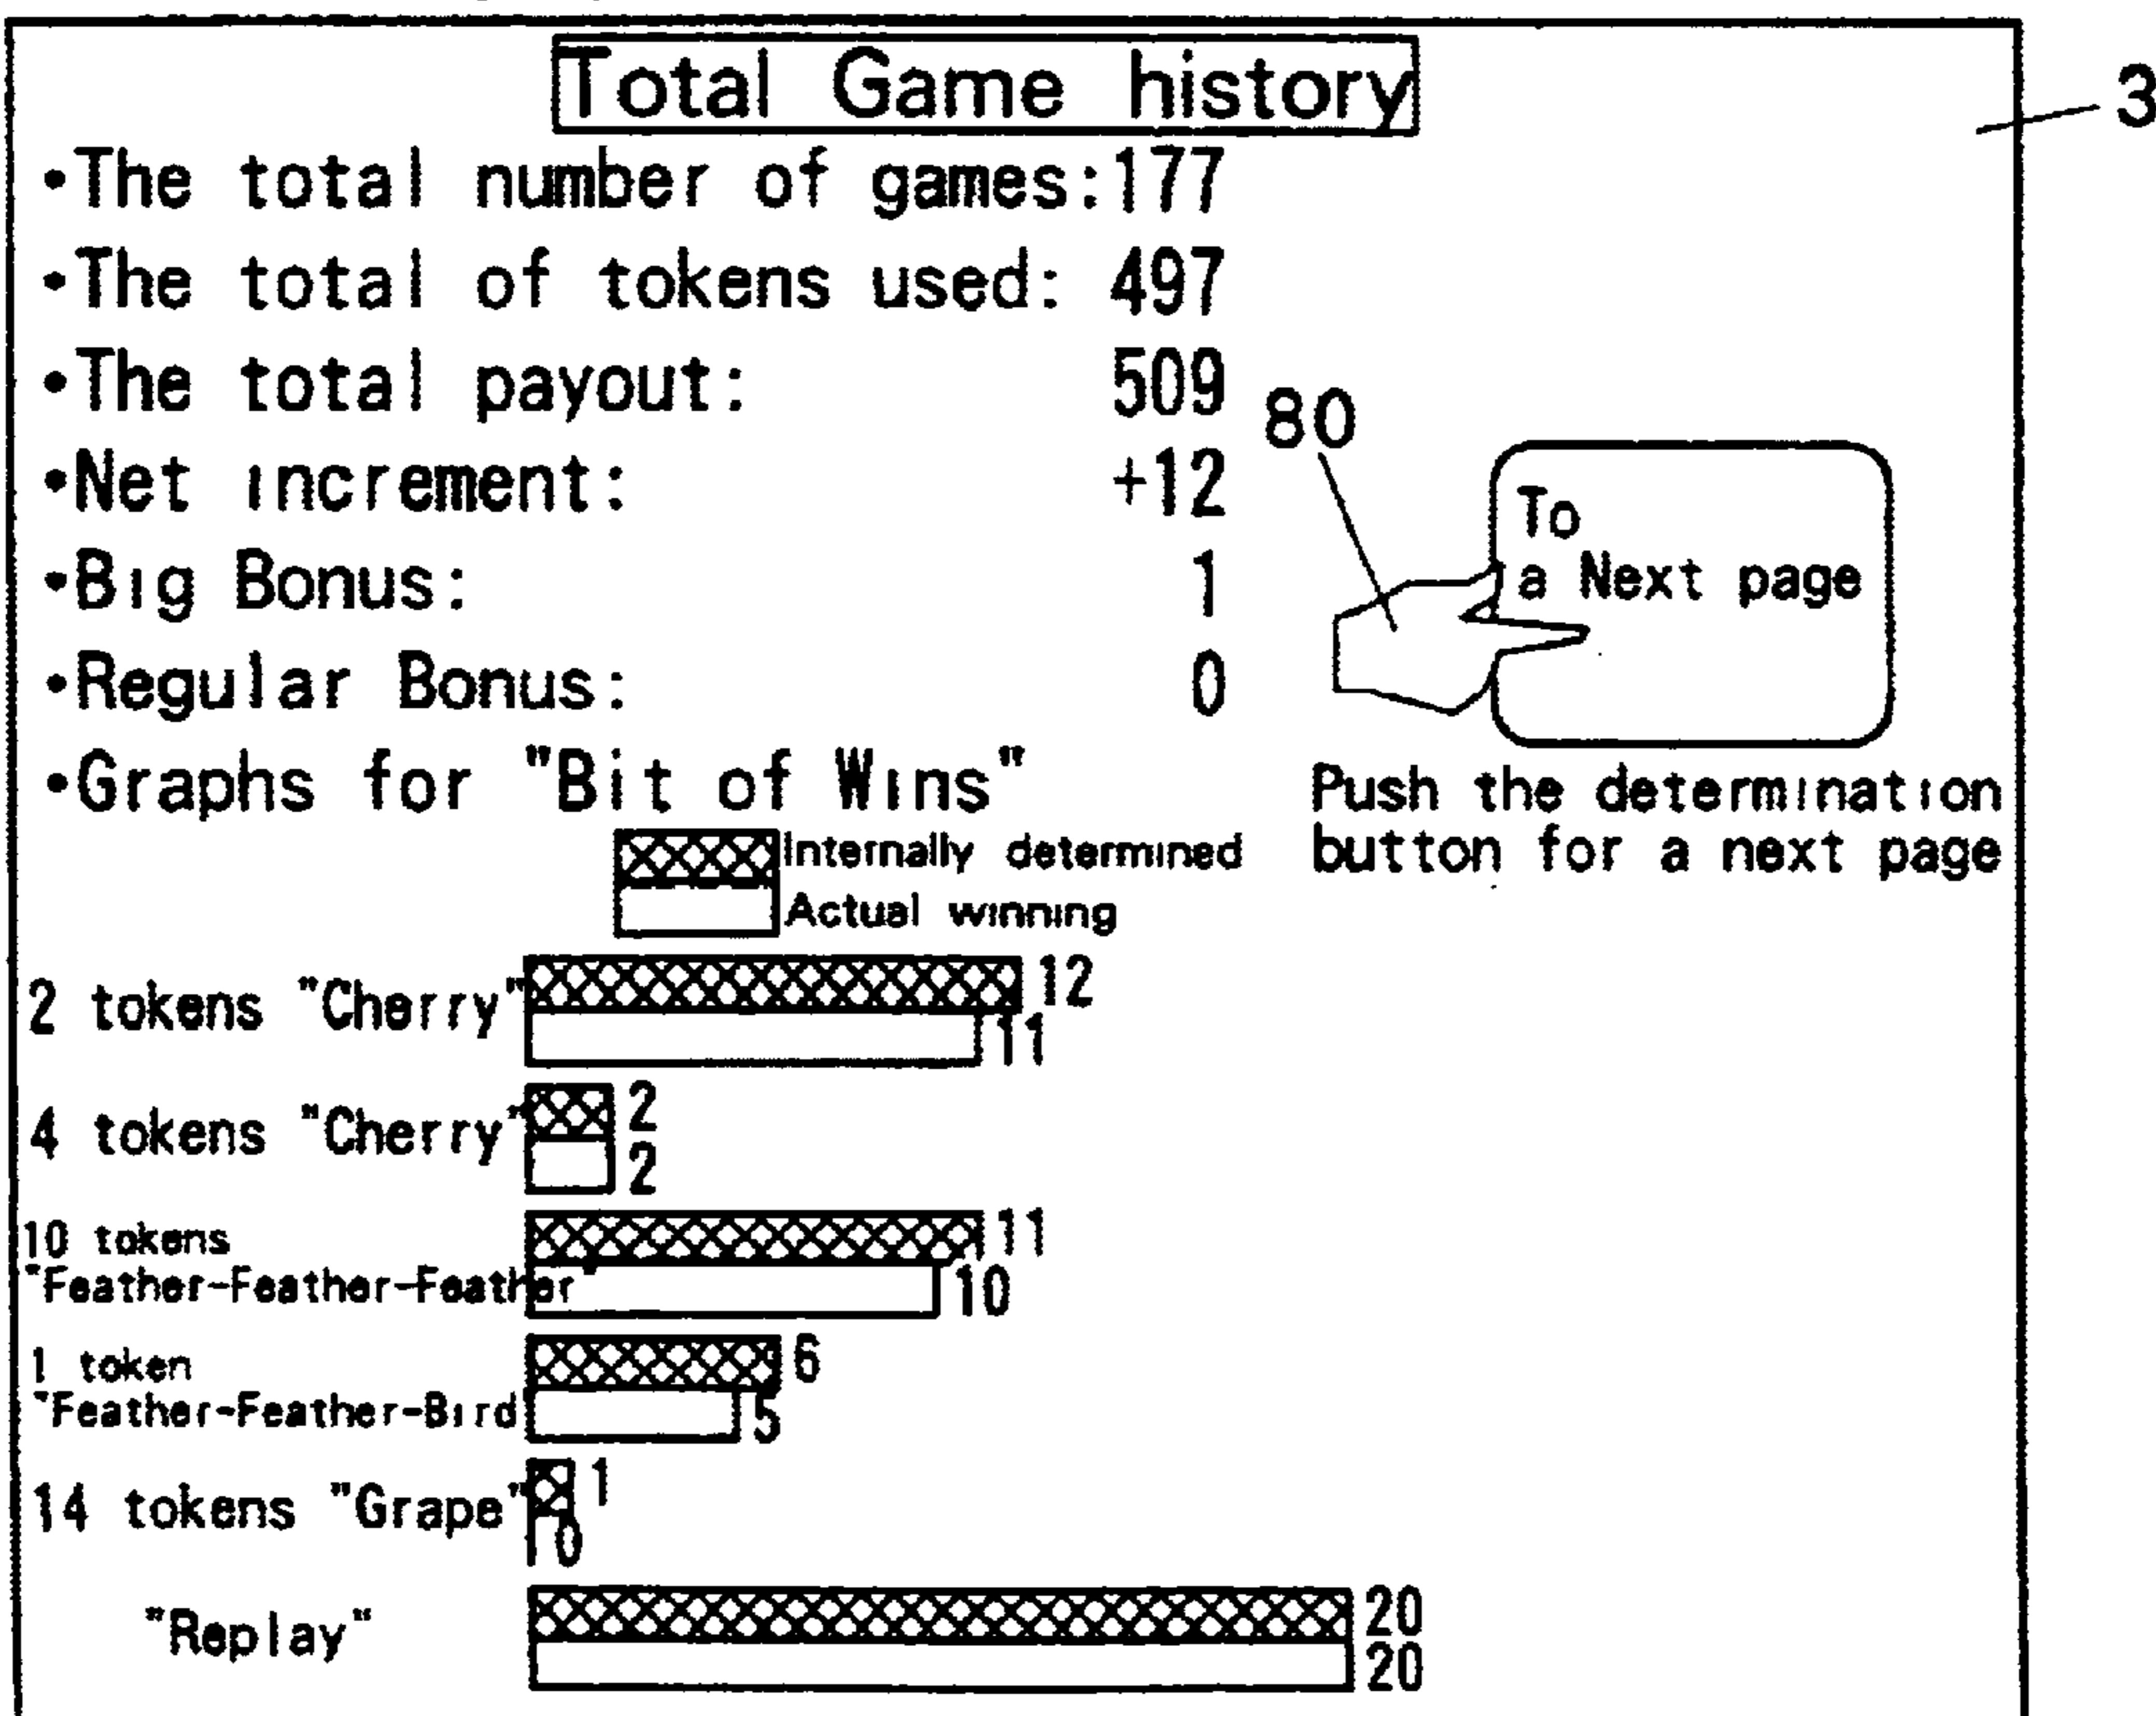 Total Game history
3
•The total number of games:177
•The total of tokens used: 497
•The total payout: 509
80
•Net increment: +12
•Big Bonus: 1
•Regular Bonus: 0
To
a Next page
•Graphs for "Bit of Wins"
Push the determination
button for a next page
Internally determined
Actual winning
2 tokens "Cherry" 12
11
4 tokens "Cherry" 2
2
10 tokens 11
"Feather-Feather-Feather" 10
1 token 6
"Feather-Feather-Bird" 5
14 tokens "Grape" 1
0
"Replay" 20
20